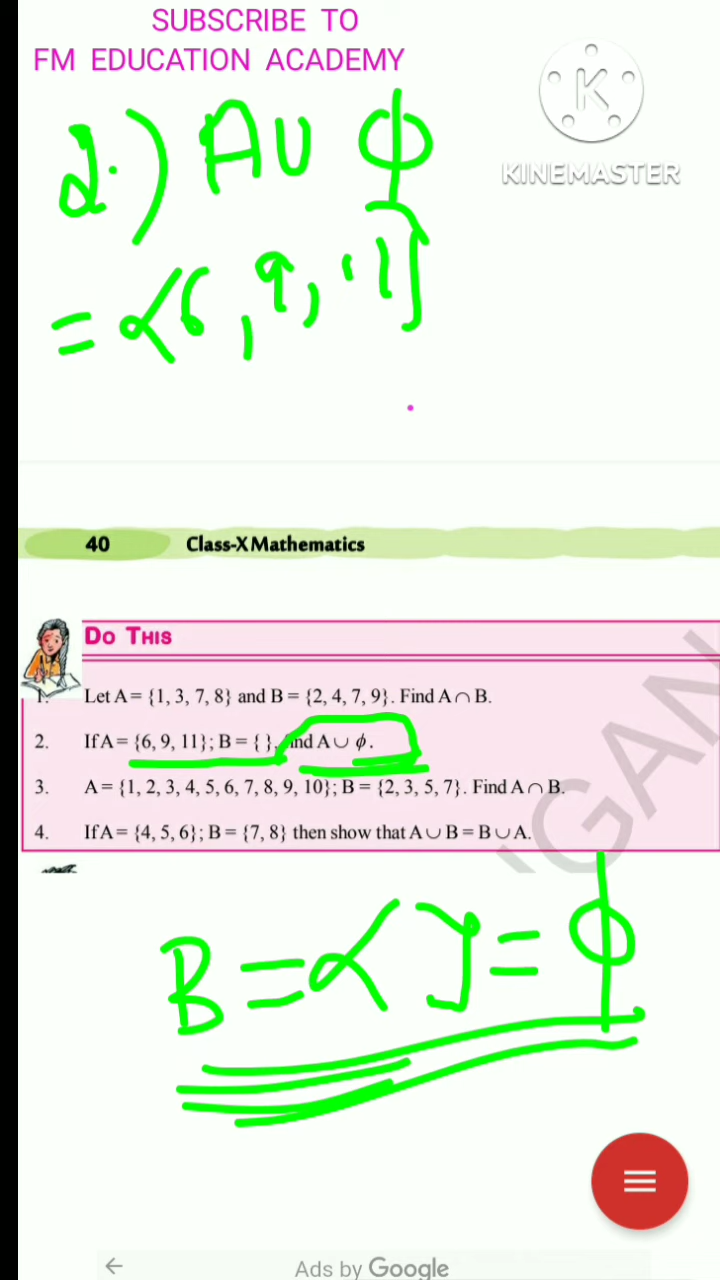 SUBSCRIBE TO
FM EDUCATION ACADEMY
KINEMASTER
2.) A∪ ϕ
= {6, 9, 11}
40 Class-X Mathematics
DO THIS
1. Let A = {1, 3, 7, 8} and B = {2, 4, 7, 9}. Find A ∩ B.
2. If A = {6, 9, 11}; B = { }, find A ∪ ϕ.
3. A = {1, 2, 3, 4, 5, 6, 7, 8, 9, 10}; B = {2, 3, 5, 7}. Find A ∩ B.
4. If A = {4, 5, 6}; B = {7, 8} then show that A ∪ B = B ∪ A.
B = { } = ϕ
Ads by Google